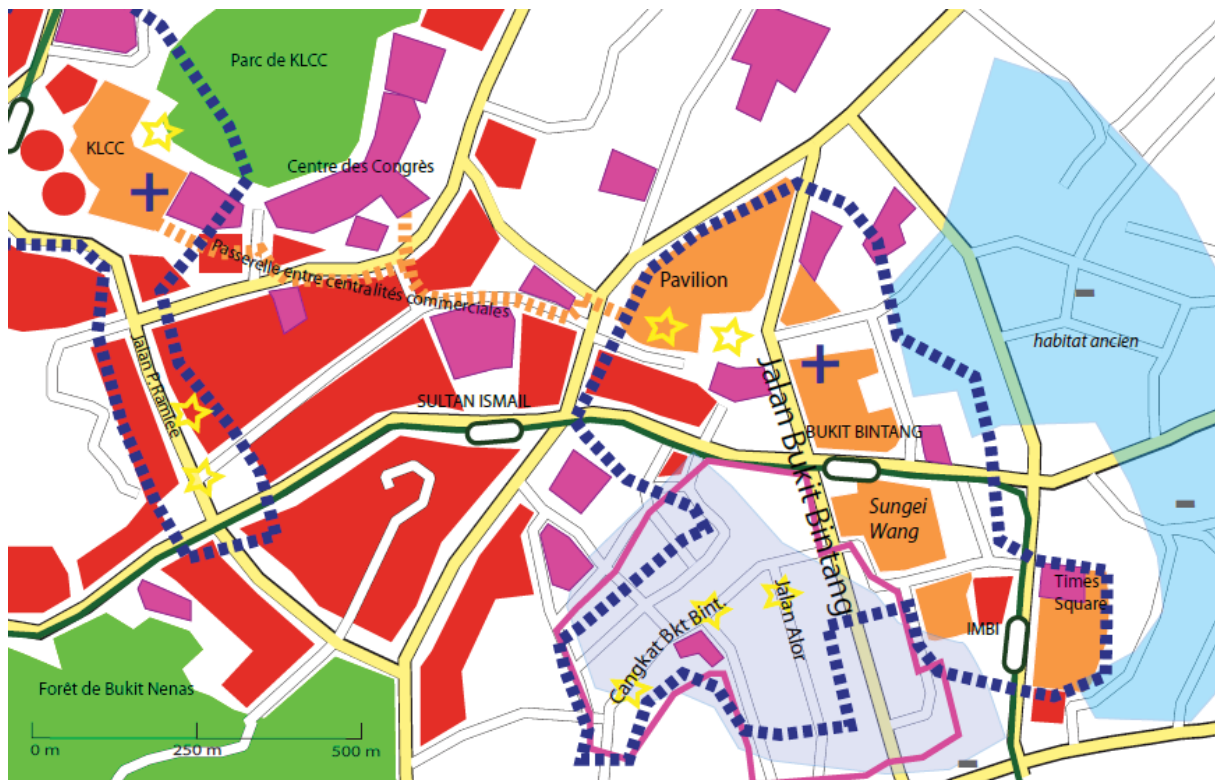 Parc de KLCC
KLCC
Centre des Congrès
Passerelle entre centralités commerciales
Pavilion
habitat ancien
Jalan P.Ramlee
SULTAN ISMAIL
Jalan Bukit Bintang
BUKIT BINTANG
Sungei
Wang
Times
Square
Jalan Alor
Cangkat Bkt Bint.
IMBI
Forêt de Bukit Nenas
0 m
250 m
500 m